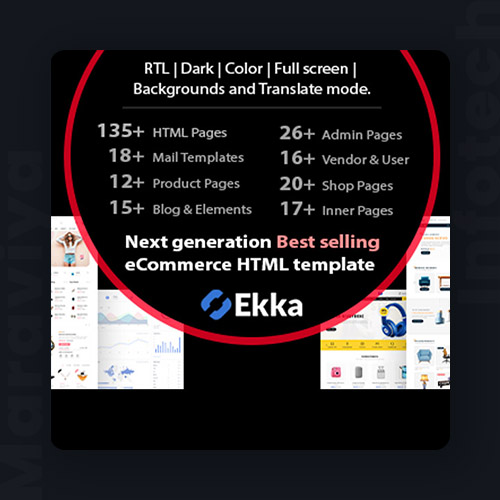 RTL | Dark | Color | Full screen |
Backgrounds and Translate mode.
135+ HTML Pages
26+ Admin Pages
18+ Mail Templates
16+ Vendor & User
12+ Product Pages
20+ Shop Pages
15+ Blog & Elements
17+ Inner Pages
Next generation Best selling
eCommerce HTML template
Ekka
Maraviya
Infotech